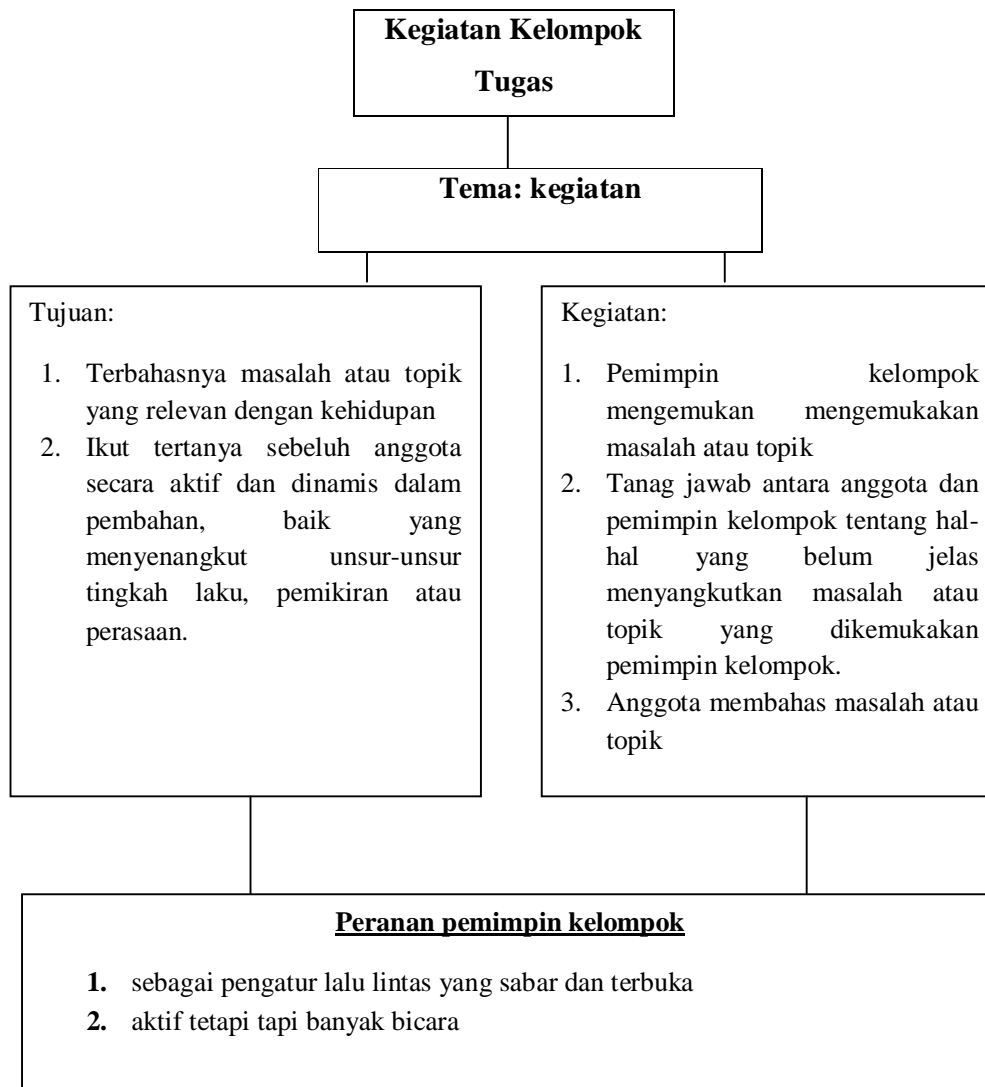 Kegiatan Kelompok
Tugas
Tema: kegiatan
Tujuan:
1. Terbahasnya masalah atau topik
yang relevan dengan kehidupan
2. Ikut tertanya sebeluh anggota
secara aktif dan dinamis dalam
pembahan, baik yang
menyenangkut unsur-unsur
tingkah laku, pemikiran atau
perasaan.
Kegiatan:
1. Pemimpin kelompok
mengemukan mengemukakan
masalah atau topik
2. Tanag jawab antara anggota dan
pemimpin kelompok tentang hal-
hal yang belum jelas
menyangkutkan masalah atau
topik yang dikemukakan
pemimpin kelompok.
3. Anggota membahas masalah atau
topik
Peranan pemimpin kelompok
1. sebagai pengatur lalu lintas yang sabar dan terbuka
2. aktif tetapi tapi banyak bicara